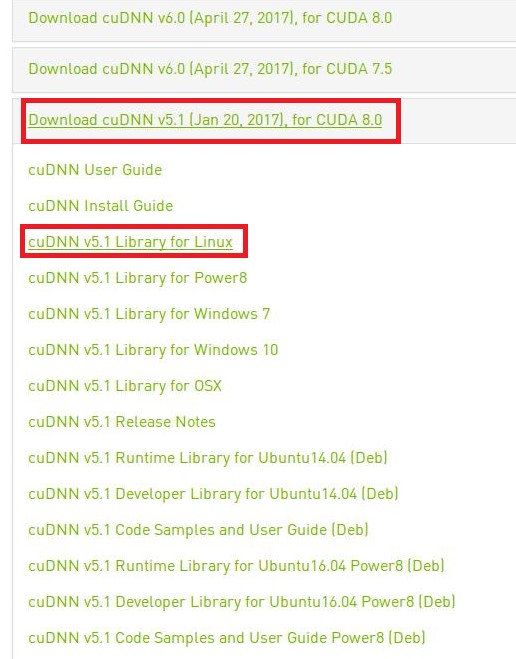 Download cuDNN v6.0 (April 27, 2017), for CUDA 8.0
Download cuDNN v6.0 (April 27, 2017), for CUDA 7.5
Download cuDNN v5.1 (Jan 20, 2017), for CUDA 8.0
cuDNN User Guide
cuDNN Install Guide
cuDNN v5.1 Library for Linux
cuDNN v5.1 Library for Power8
cuDNN v5.1 Library for Windows 7
cuDNN v5.1 Library for Windows 10
cuDNN v5.1 Library for OSX
cuDNN v5.1 Release Notes
cuDNN v5.1 Runtime Library for Ubuntu14.04 (Deb)
cuDNN v5.1 Developer Library for Ubuntu14.04 (Deb)
cuDNN v5.1 Code Samples and User Guide (Deb)
cuDNN v5.1 Runtime Library for Ubuntu16.04 Power8 (Deb)
cuDNN v5.1 Developer Library for Ubuntu16.04 Power8 (Deb)
cuDNN v5.1 Code Samples and User Guide Power8 (Deb)